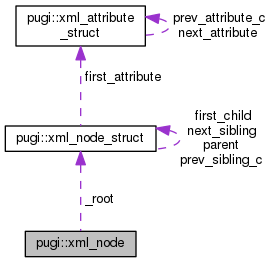 pugi::xml_attribute
_struct
prev_attribute_c
next_attribute
first_attribute
pugi::xml_node_struct
first_child
next_sibling
parent
prev_sibling_c
_root
pugi::xml_node